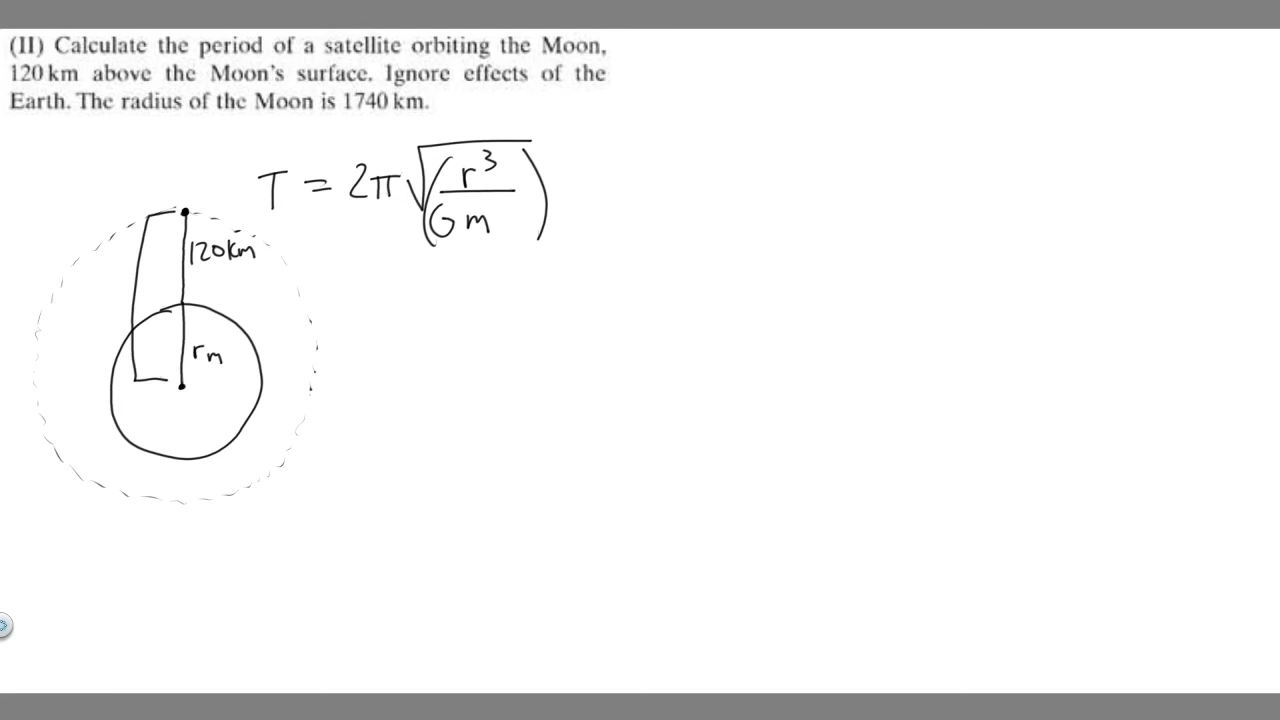 (II) Calculate the period of a satellite orbiting the Moon,
120 km above the Moon's surface. Ignore effects of the
Earth. The radius of the Moon is 1740 km.
T = 2π√(r³/Gm)
120km
rm